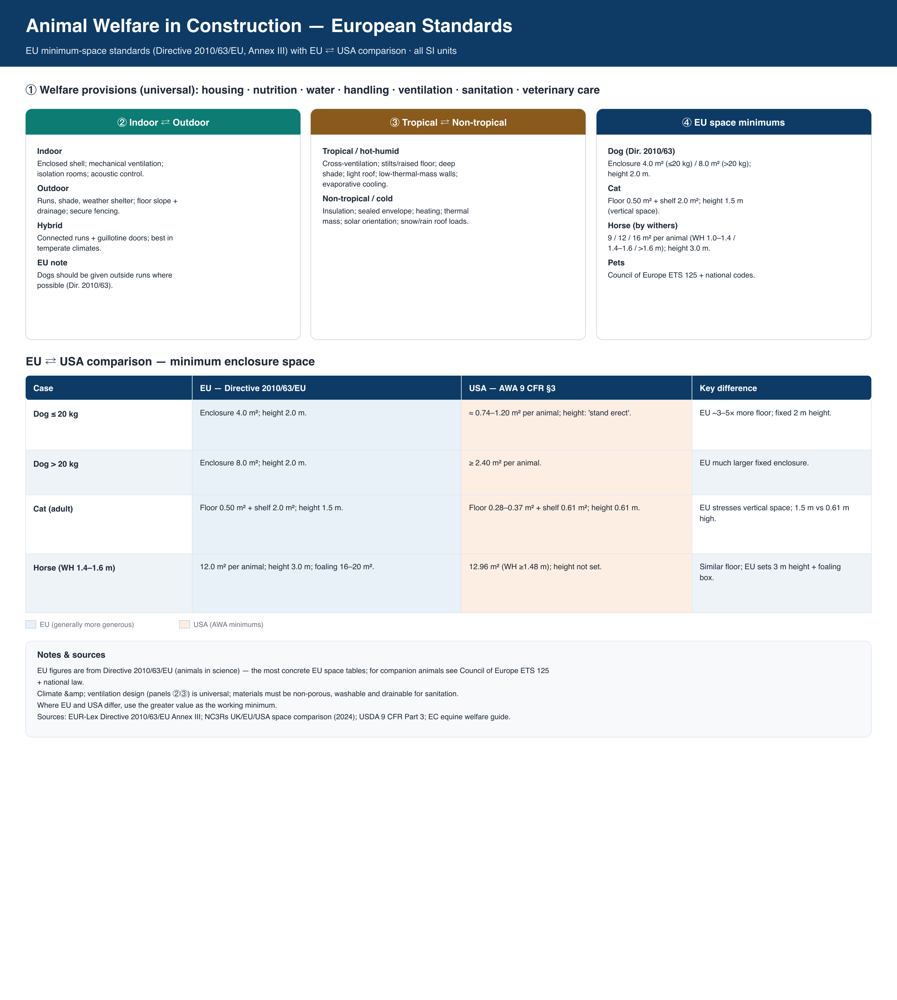 Animal Welfare in Construction — European Standards
EU minimum-space standards (Directive 2010/63/EU, Annex III) with EU ⇄ USA comparison · all SI units
① Welfare provisions (universal): housing · nutrition · water · handling · ventilation · sanitation · veterinary care
② Indoor ⇄ Outdoor
Indoor
Enclosed shell; mechanical ventilation;
isolation rooms; acoustic control.
Outdoor
Runs, shade, weather shelter; floor slope +
drainage; secure fencing.
Hybrid
Connected runs + guillotine doors; best in
temperate climates.
EU note
Dogs should be given outside runs where
possible (Dir. 2010/63).
③ Tropical ⇄ Non-tropical
Tropical / hot-humid
Cross-ventilation; stilts/raised floor; deep
shade; light roof; low-thermal-mass walls;
evaporative cooling.
Non-tropical / cold
Insulation; sealed envelope; heating; thermal
mass; solar orientation; snow/rain roof loads.
④ EU space minimums
Dog (Dir. 2010/63)
Enclosure 4.0 m² (≤20 kg) / 8.0 m² (>20 kg);
height 2.0 m.
Cat
Floor 0.50 m² + shelf 2.0 m²; height 1.5 m
(vertical space).
Horse (by withers)
9 / 12 / 16 m² per animal (WH 1.0–1.4 /
1.4–1.6 / >1.6 m); height 3.0 m.
Pets
Council of Europe ETS 125 + national codes.
EU ⇄ USA comparison — minimum enclosure space
Case
EU — Directive 2010/63/EU
USA — AWA 9 CFR §3
Key difference
Dog ≤ 20 kg
Enclosure 4.0 m²; height 2.0 m.
≈ 0.74–1.20 m² per animal; height: 'stand erect'.
EU ~3–5× more floor; fixed 2 m height.
Dog > 20 kg
Enclosure 8.0 m²; height 2.0 m.
≥ 2.40 m² per animal.
EU much larger fixed enclosure.
Cat (adult)
Floor 0.50 m² + shelf 2.0 m²; height 1.5 m.
Floor 0.28–0.37 m² + shelf 0.61 m²; height 0.61 m.
EU stresses vertical space; 1.5 m vs 0.61 m
high.
Horse (WH 1.4–1.6 m)
12.0 m² per animal; height 3.0 m; foaling 16–20 m².
12.96 m² (WH ≥1.48 m); height not set.
Similar floor; EU sets 3 m height + foaling
box.
EU (generally more generous)
USA (AWA minimums)
Notes & sources
EU figures are from Directive 2010/63/EU (animals in science) — the most concrete EU space tables; for companion animals see Council of Europe ETS 125
+ national law.
Climate &amp; ventilation design (panels ②③) is universal; materials must be non-porous, washable and drainable for sanitation.
Where EU and USA differ, use the greater value as the working minimum.
Sources: EUR-Lex Directive 2010/63/EU Annex III; NC3Rs UK/EU/USA space comparison (2024); USDA 9 CFR Part 3; EC equine welfare guide.